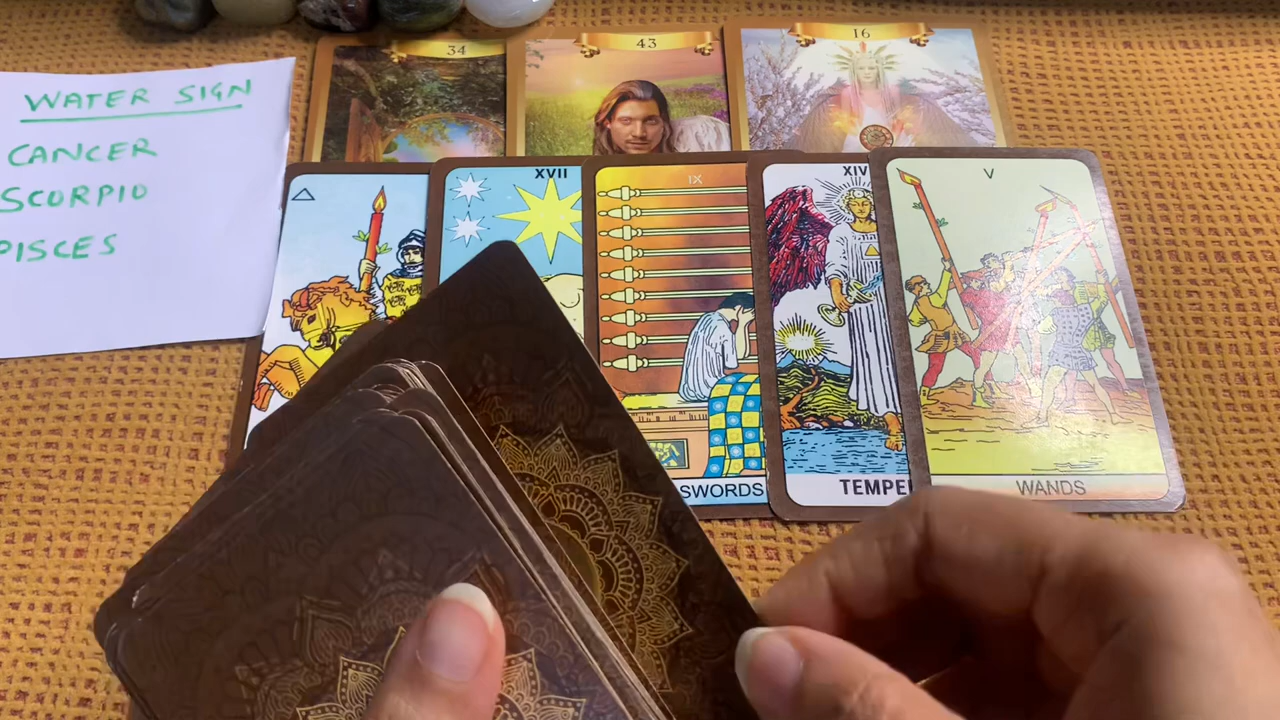 WATER SIGN
CANCER
SCORPIO
PISCES
34
43
16
XVII
IX
XIV
V
SWORDS
TEMPE
WANDS